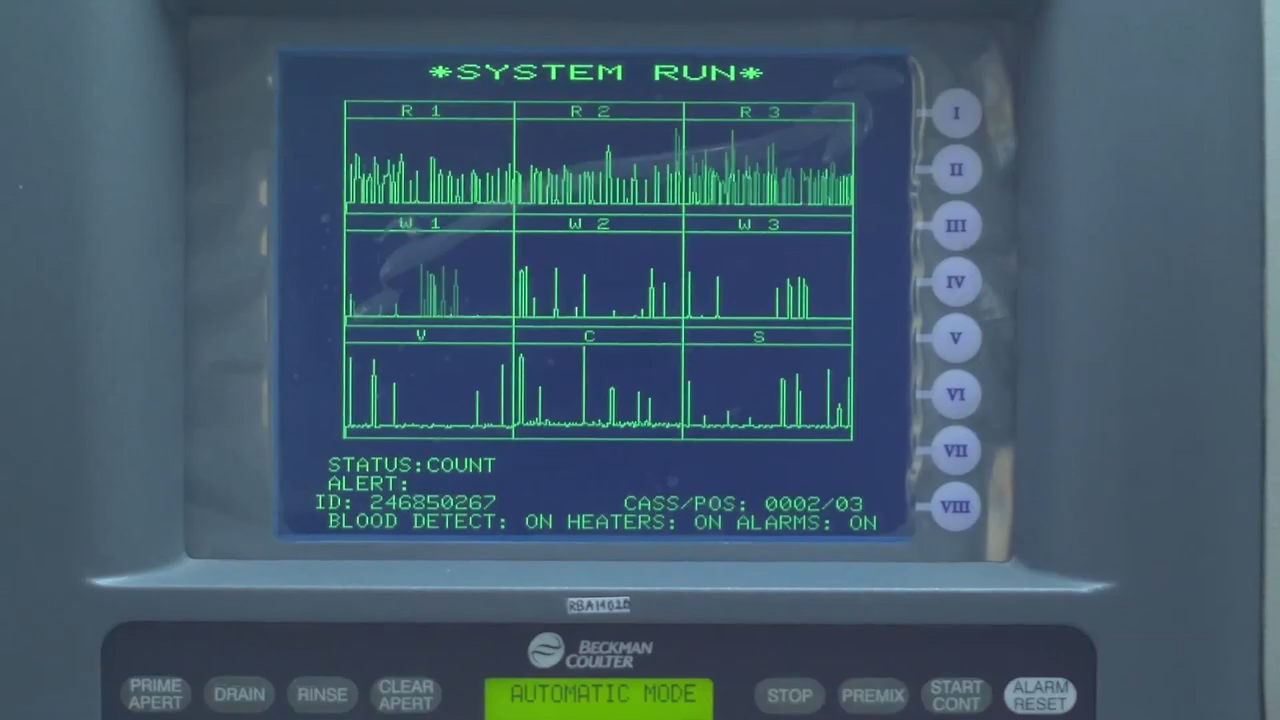 *SYSTEM RUN*
R 1 R 2 R 3
W 1 W 2 W 3
V C S
I
II
III
IV
V
VI
VII
VIII
STATUS:COUNT
ALERT:
ID: 246850267 CASS/POS: 0002/03
BLOOD DETECT: ON HEATERS: ON ALARMS: ON
BECKMAN
COULTER
PRIME APERT
DRAIN
RINSE
CLEAR APERT
AUTOMATIC MODE
STOP
PREMIX
START CONT
ALARM RESET